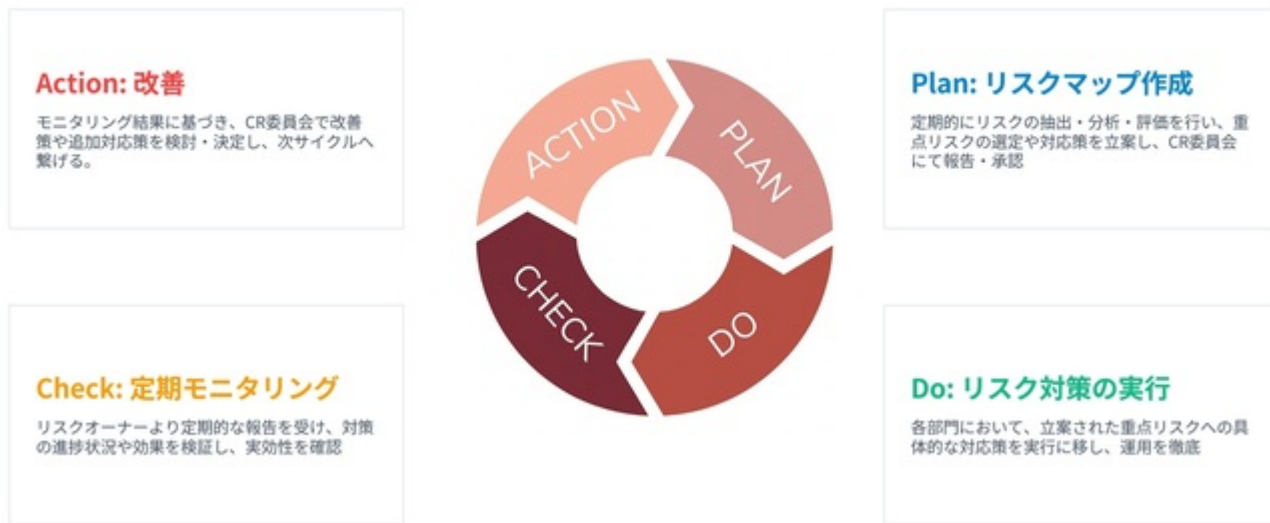 Action: 改善
モニタリング結果に基づき、CR委員会で改善
策や追加対応策を検討・決定し、次サイクルへ
繋げる。
ACTION
PLAN
CHECK
DO
Plan: リスクマップ作成
定期的にリスクの抽出・分析・評価を行い、重
点リスクの選定や対応策を立案し、CR委員会
にて報告・承認
Check: 定期モニタリング
リスクオーナーより定期的な報告を受け、対策
の進捗状況や効果を検証し、実効性を確認
Do: リスク対策の実行
各部門において、立案された重点リスクへの具
体的な対応策を実行に移し、運用を徹底